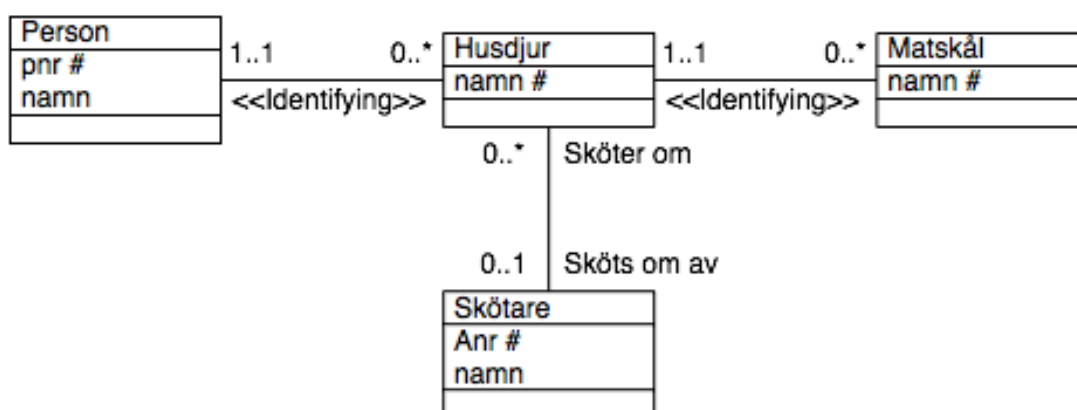 Person
pnr #
namn
1..1
0..*
<<Identifying>>
Husdjur
namn #
1..1
0..*
<<Identifying>>
Matskål
namn #
0..*
Sköter om
0..1
Sköts om av
Skötare
Anr #
namn